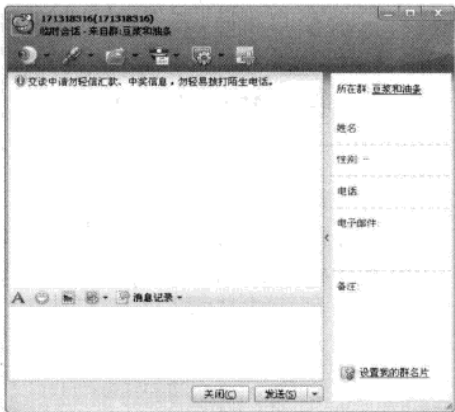 171318316(171318316)
临时会话 - 来自群:豆浆和油条
交谈中请勿轻信汇款、中奖信息，勿轻易拨打陌生电话。
所在群: 豆浆和油条
姓名:
性别: -
电话:
电子邮件:
备注:
A
消息记录
设置我的群名片
关闭(C)
发送(S)